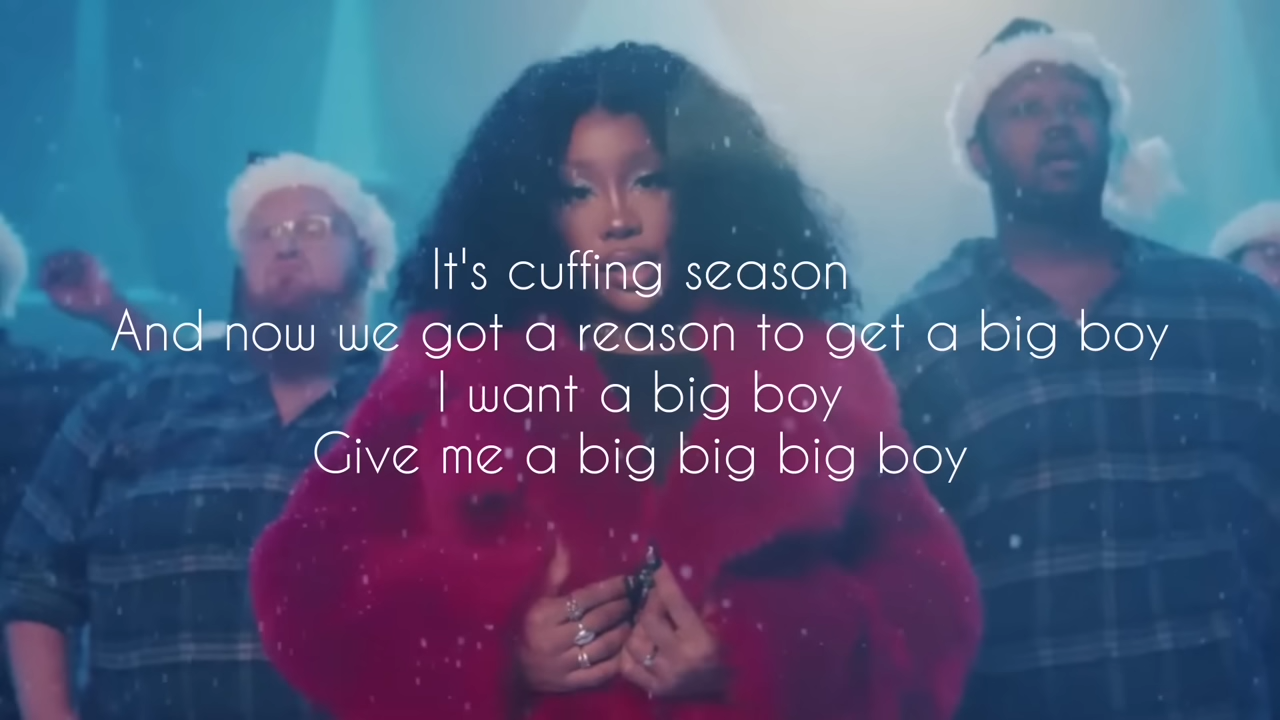 It's cuffing season
And now we got a reason to get a big boy
I want a big boy
Give me a big big big boy